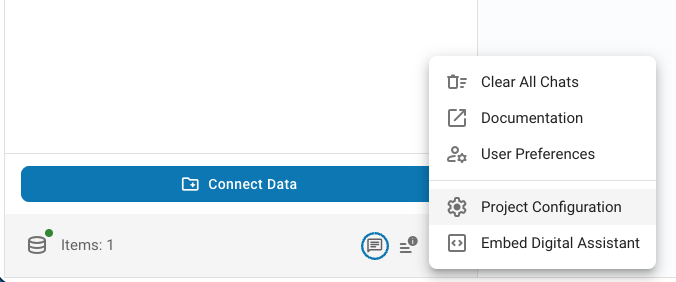 Clear All Chats
Documentation
User Preferences
Connect Data
Project Configuration
Items: 1
Embed Digital Assistant